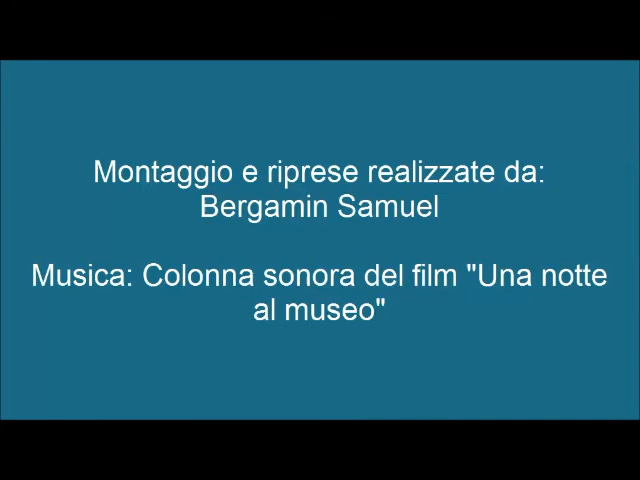 Montaggio e riprese realizzate da:
Bergamin Samuel
Musica: Colonna sonora del film "Una notte
al museo"